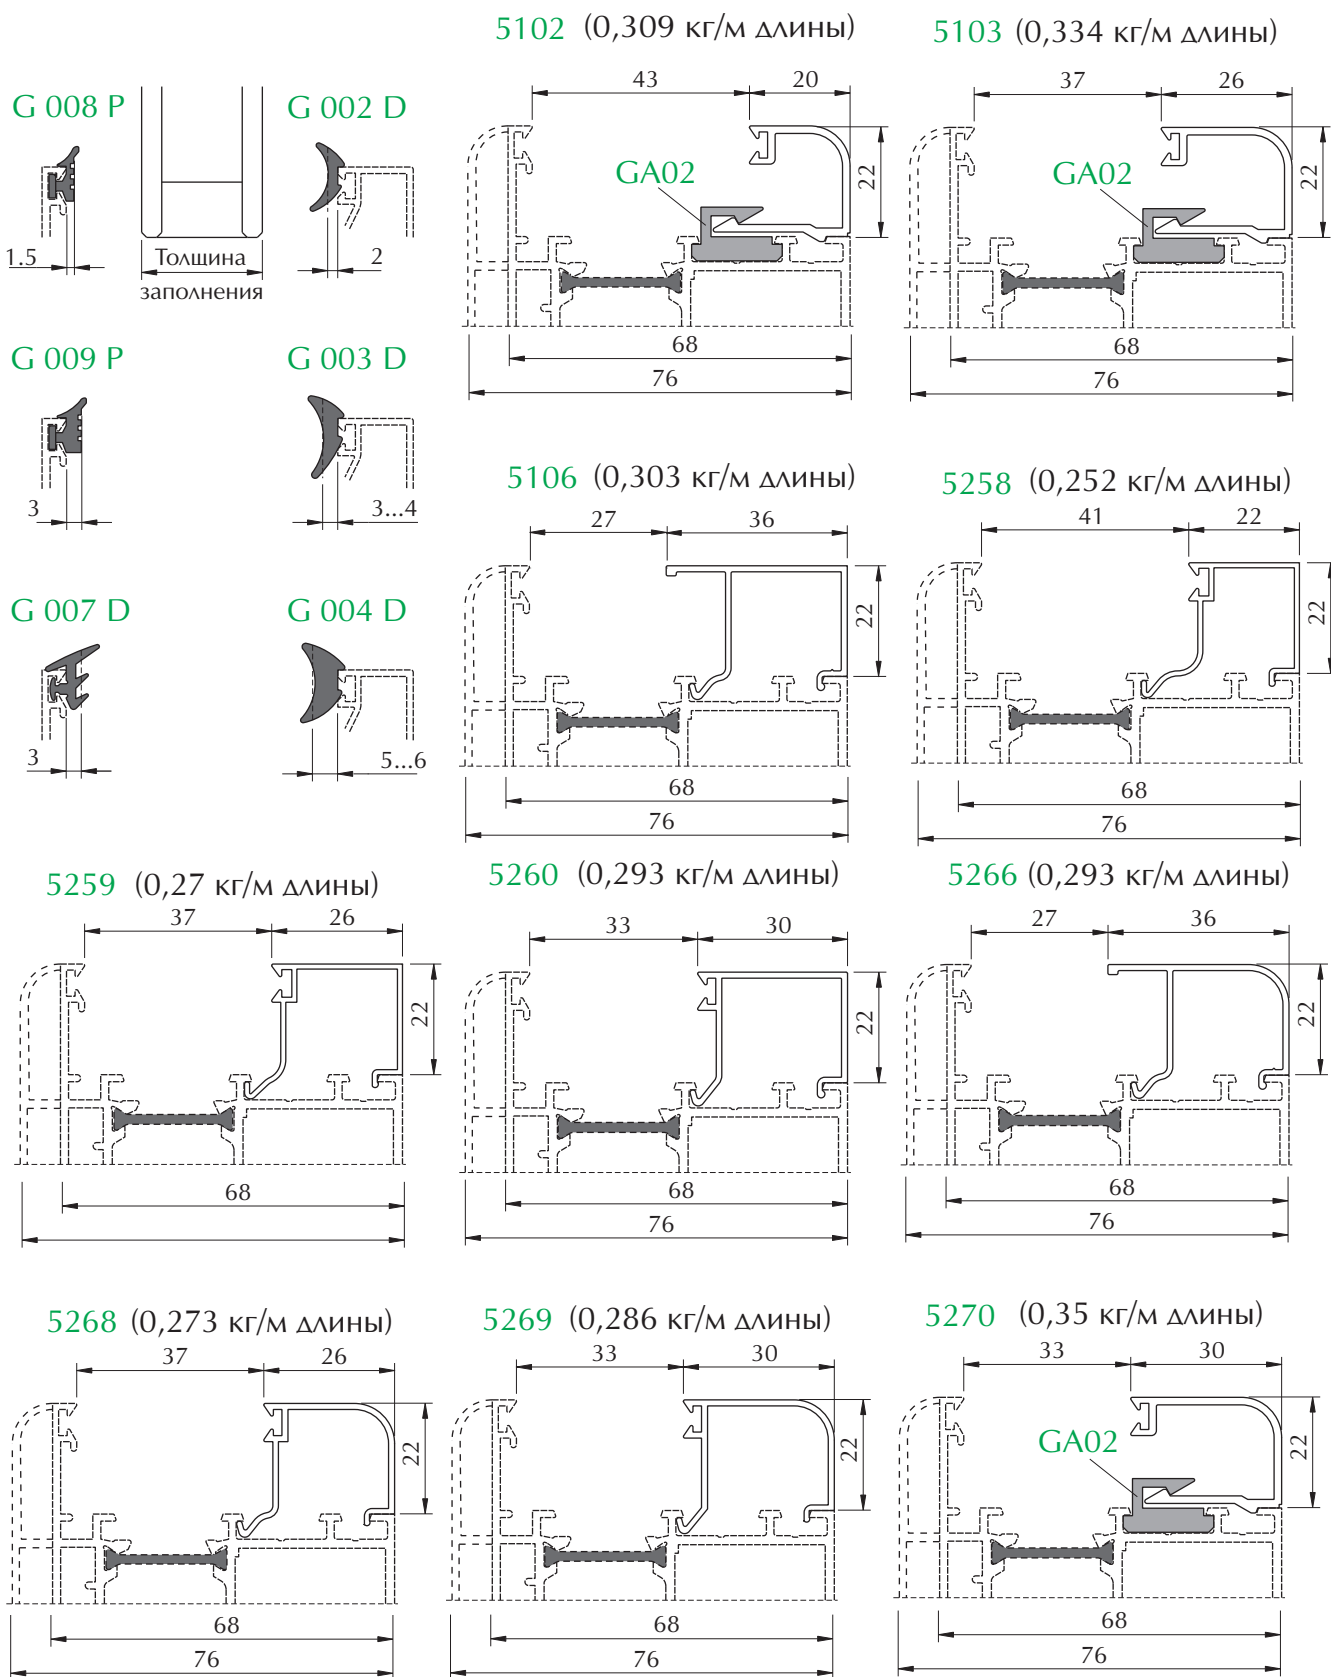 5102 (0,309 кг/м длины)
5103 (0,334 кг/м длины)
43
20
37
26
G 008 P
G 002 D
GA02
GA02
22
22
1.5
Толщина
заполнения
2
68
76
68
76
G 009 P
G 003 D
3
3...4
5106 (0,303 кг/м длины)
5258 (0,252 кг/м длины)
27
36
41
22
22
22
G 007 D
G 004 D
3
5...6
68
76
68
76
5259 (0,27 кг/м длины)
5260 (0,293 кг/м длины)
5266 (0,293 кг/м длины)
37
26
33
30
27
36
22
22
22
68
68
76
68
76
5268 (0,273 кг/м длины)
5269 (0,286 кг/м длины)
5270 (0,35 кг/м длины)
37
26
33
30
33
30
GA02
22
22
22
68
76
68
76
68
76